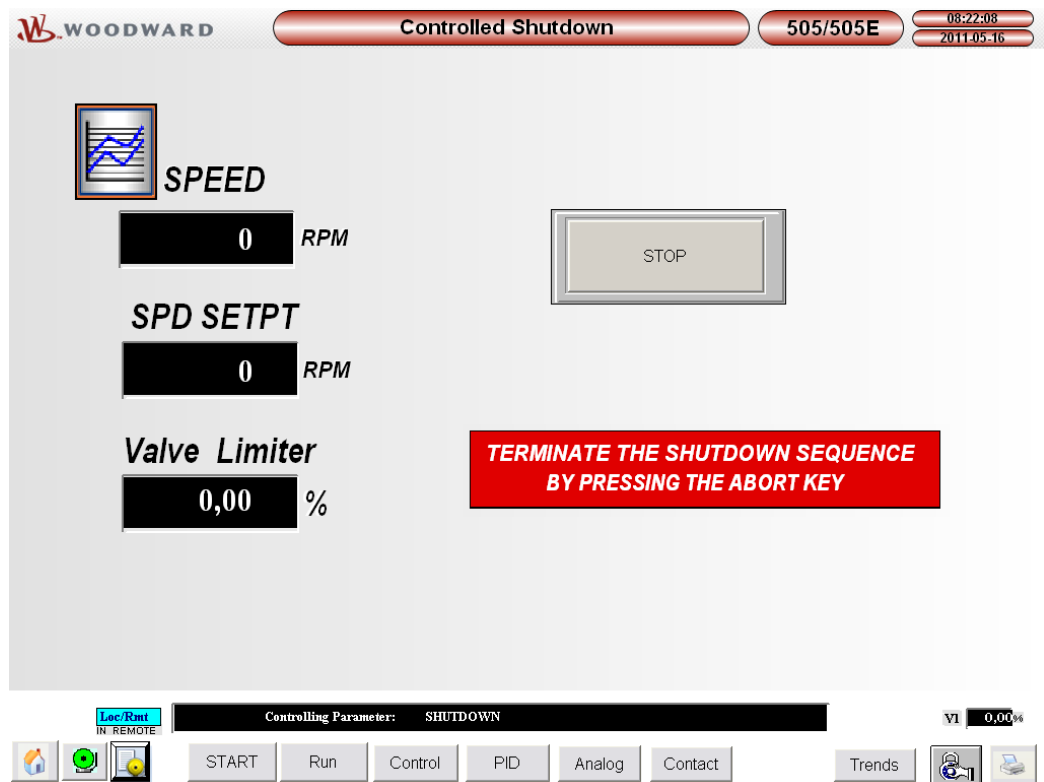 WOODWARD
Controlled Shutdown
505/505E
08:22:08
2011-05-16
SPEED
0 RPM
STOP
SPD SETPT
0 RPM
Valve Limiter
0,00 %
TERMINATE THE SHUTDOWN SEQUENCE
BY PRESSING THE ABORT KEY
Loc/Rmt
IN REMOTE
Controlling Parameter: SHUTDOWN
V1 0,00%
START Run Control PID Analog Contact Trends